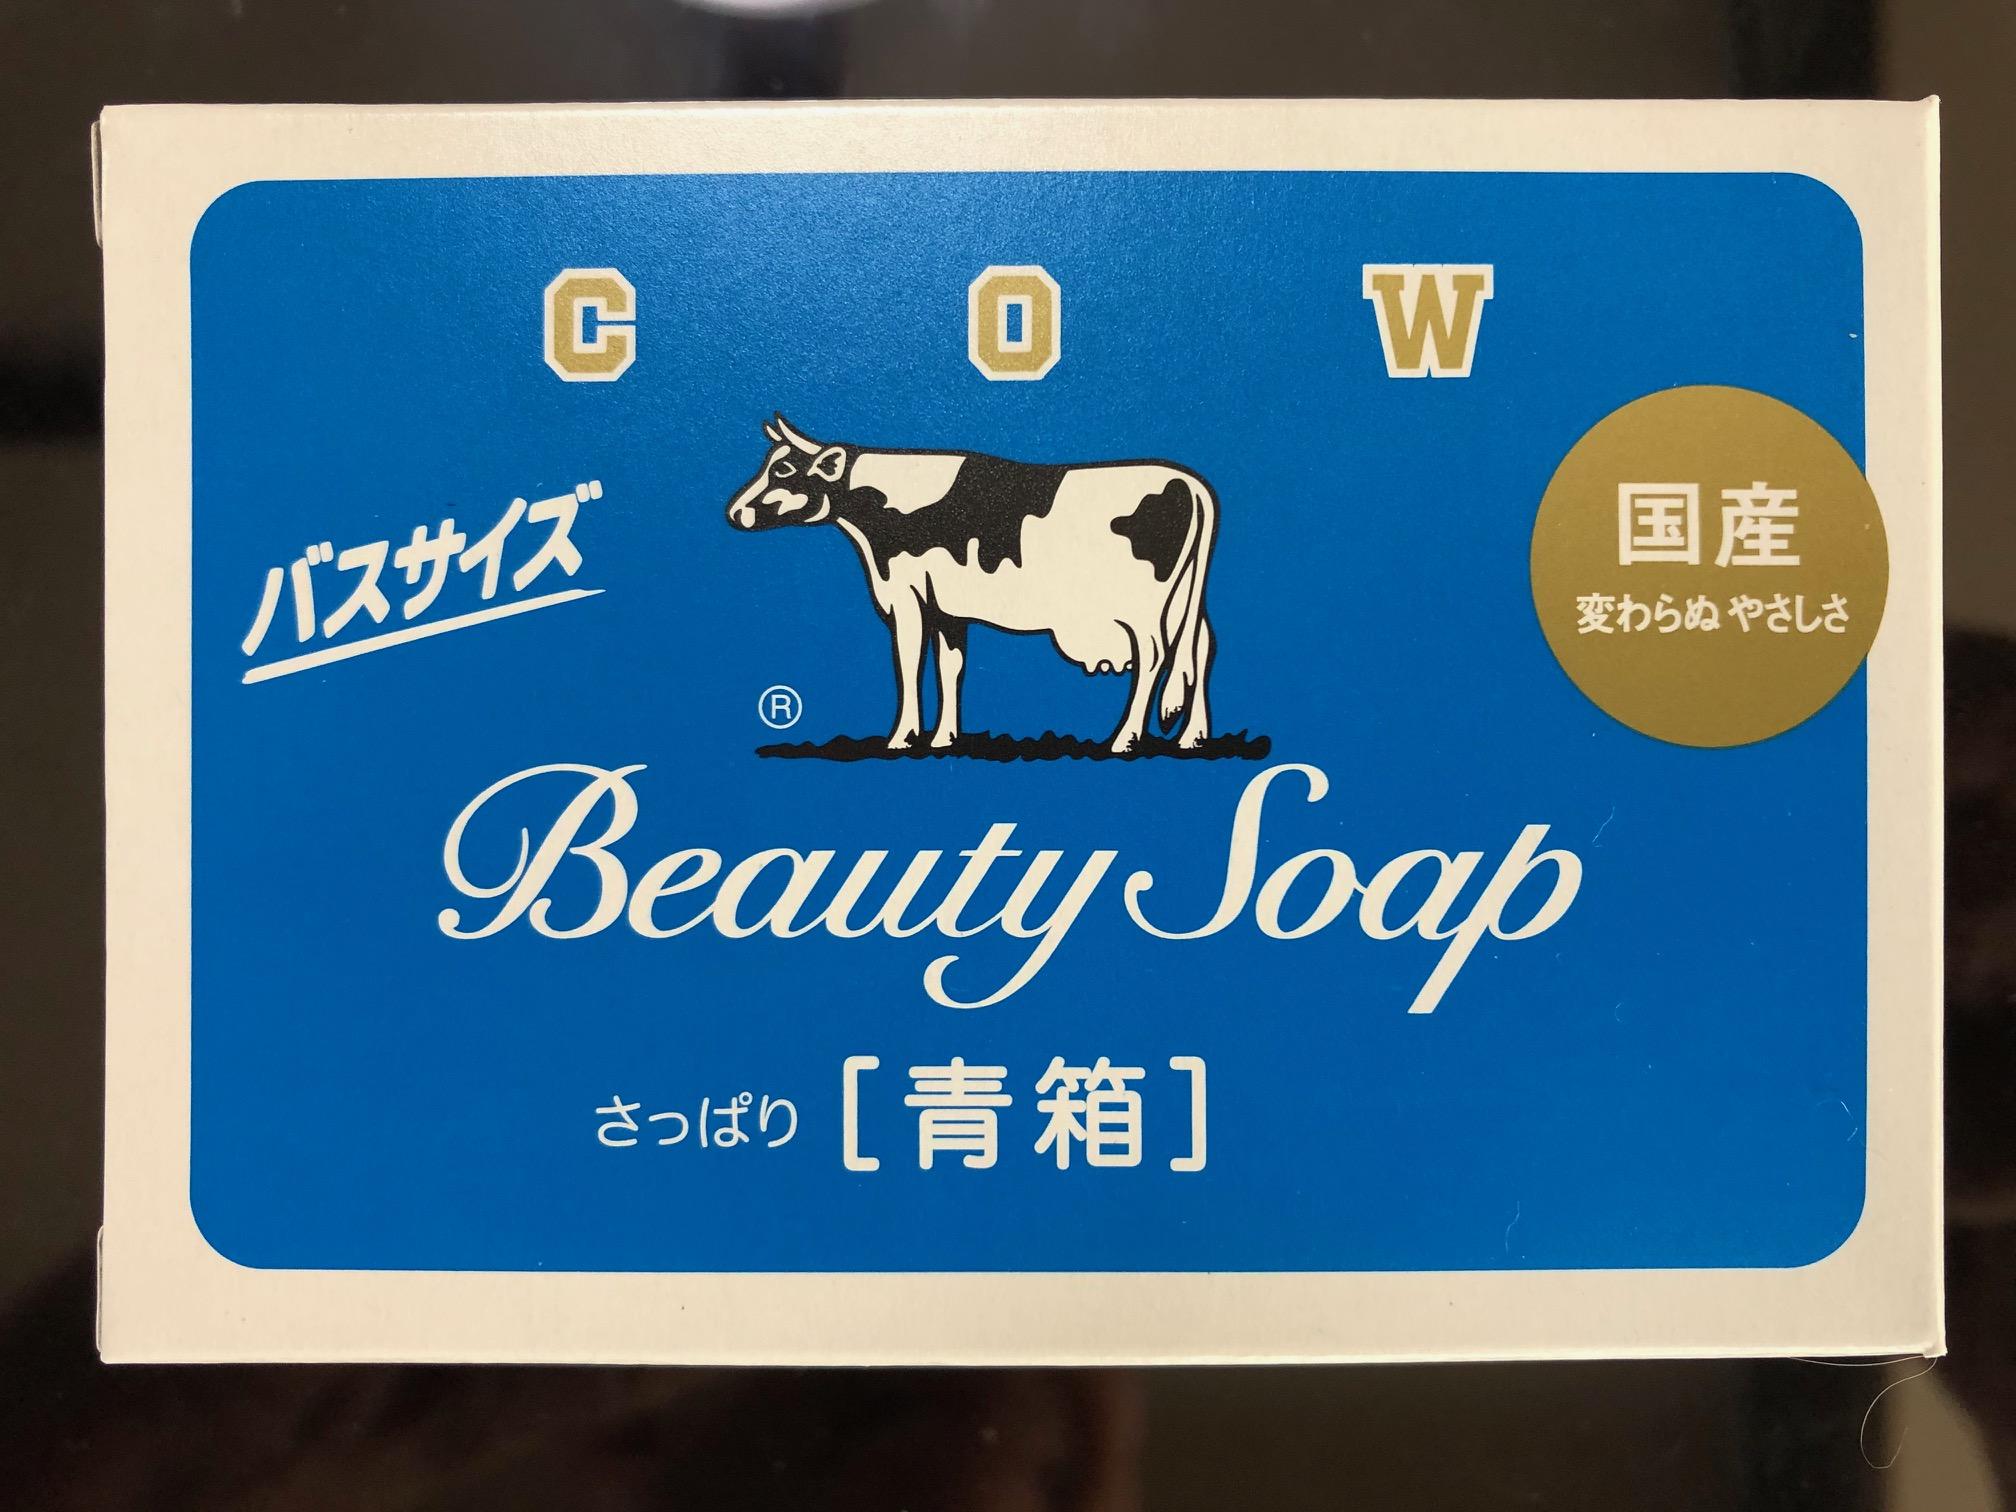 C O W
バスサイズ
国産
変わらぬ やさしさ
®
Beauty Soap
さっぱり [青箱]